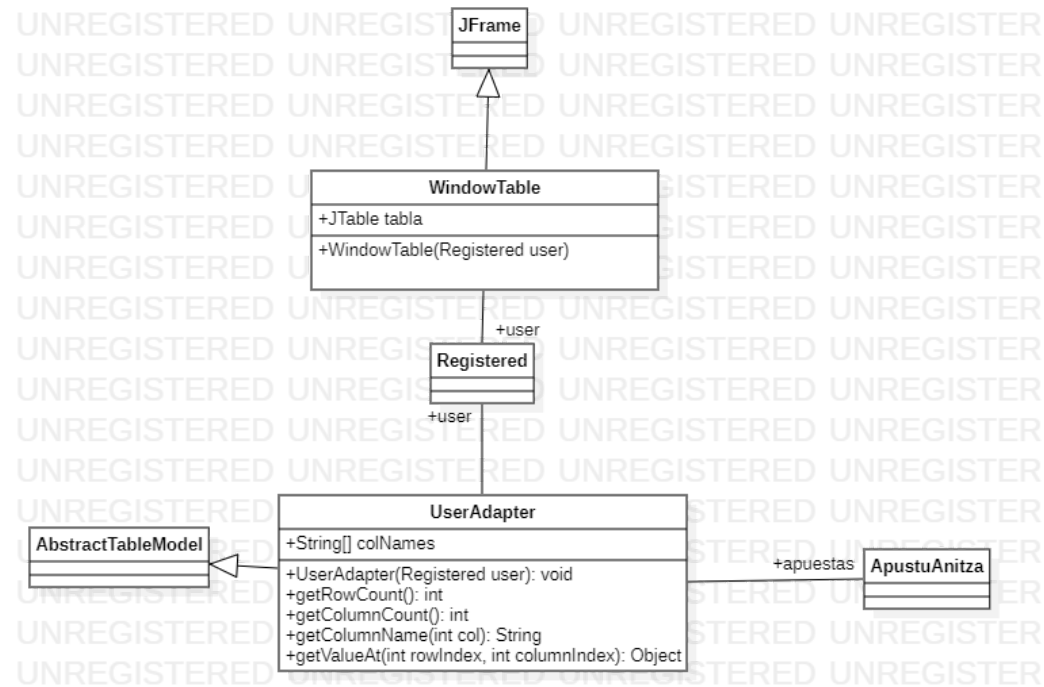 UNREGISTERED UNREGISTERED UNREGISTERED UNREGISTER
JFrame
WindowTable
+JTable tabla
+WindowTable(Registered user)
+user
Registered
+user
UserAdapter
+String[] colNames
+UserAdapter(Registered user): void
+getRowCount(): int
+getColumnCount(): int
+getColumnName(int col): String
+getValueAt(int rowIndex, int columnIndex): Object
AbstractTableModel
+apuestas
ApustuAnitza